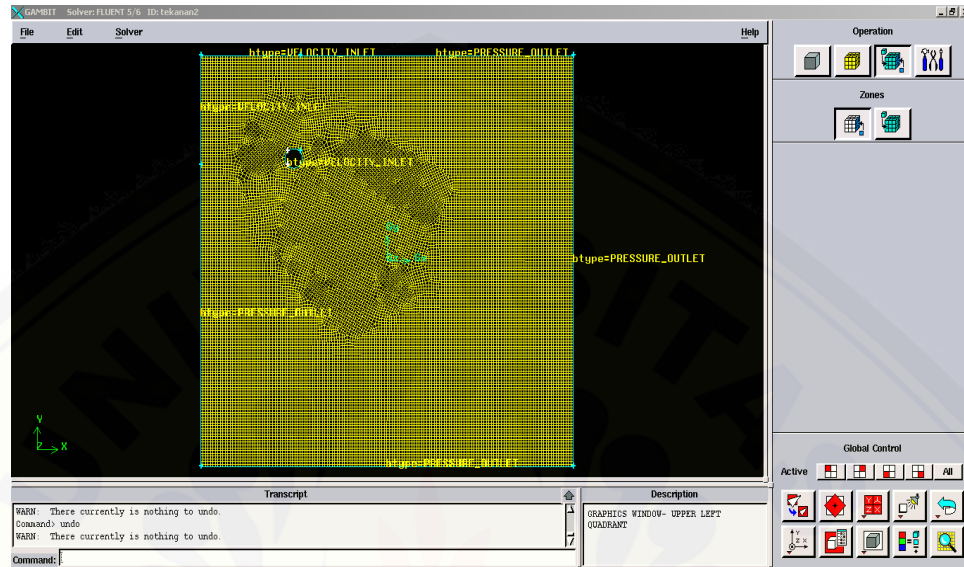 GAMBIT Solver: FLUENT 5/6 ID: tekanan2
File Edit Solver Help
Operation
Zones
btype=VELOCITY_INLET btype=PRESSURE_OUTLET
btype=VELOCITY_INLET
btype=VELOCITY_INLET
btype=PRESSURE_OUTLET
btype=PRESSURE_OUTLET
btype=PRESSURE_OUTLET
Y
Z X
Global Control
Active All
Transcript
WARN: There currently is nothing to undo.
Command> undo
WARN: There currently is nothing to undo.
Command:
Description
GRAPHICS WINDOW- UPPER LEFT
QUADRANT